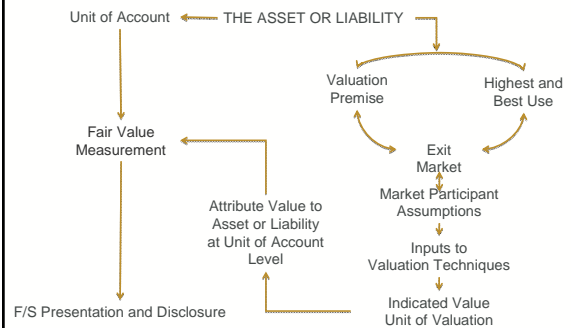 Unit of Account
THE ASSET OR LIABILITY
Valuation
Premise
Highest and
Best Use
Fair Value
Measurement
Exit
Market
Market Participant
Assumptions
Attribute Value to
Asset or Liability
at Unit of Account
Level
Inputs to
Valuation Techniques
Indicated Value
Unit of Valuation
F/S Presentation and Disclosure